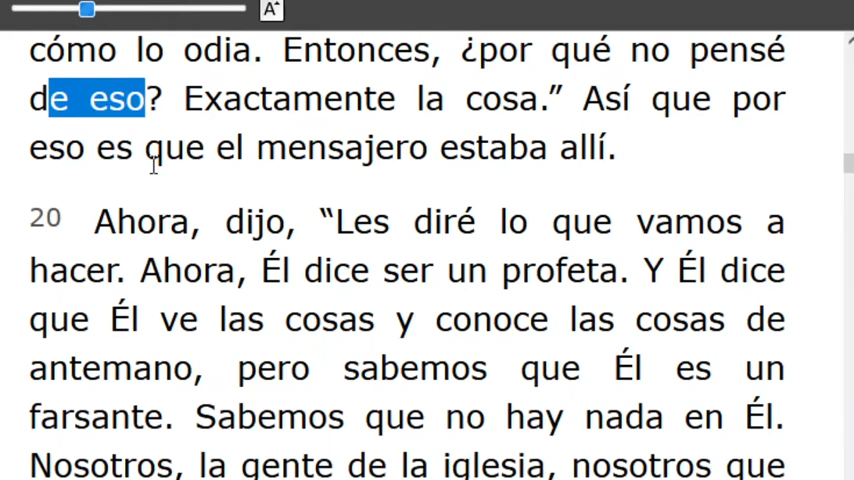 A
cómo lo odia. Entonces, ¿por qué no pensé
de eso? Exactamente la cosa.” Así que por
eso es que el mensajero estaba allí.
20 Ahora, dijo, “Les diré lo que vamos a
hacer. Ahora, Él dice ser un profeta. Y Él dice
que Él ve las cosas y conoce las cosas de
antemano, pero sabemos que Él es un
farsante. Sabemos que no hay nada en Él.
Nosotros, la gente de la iglesia, nosotros que